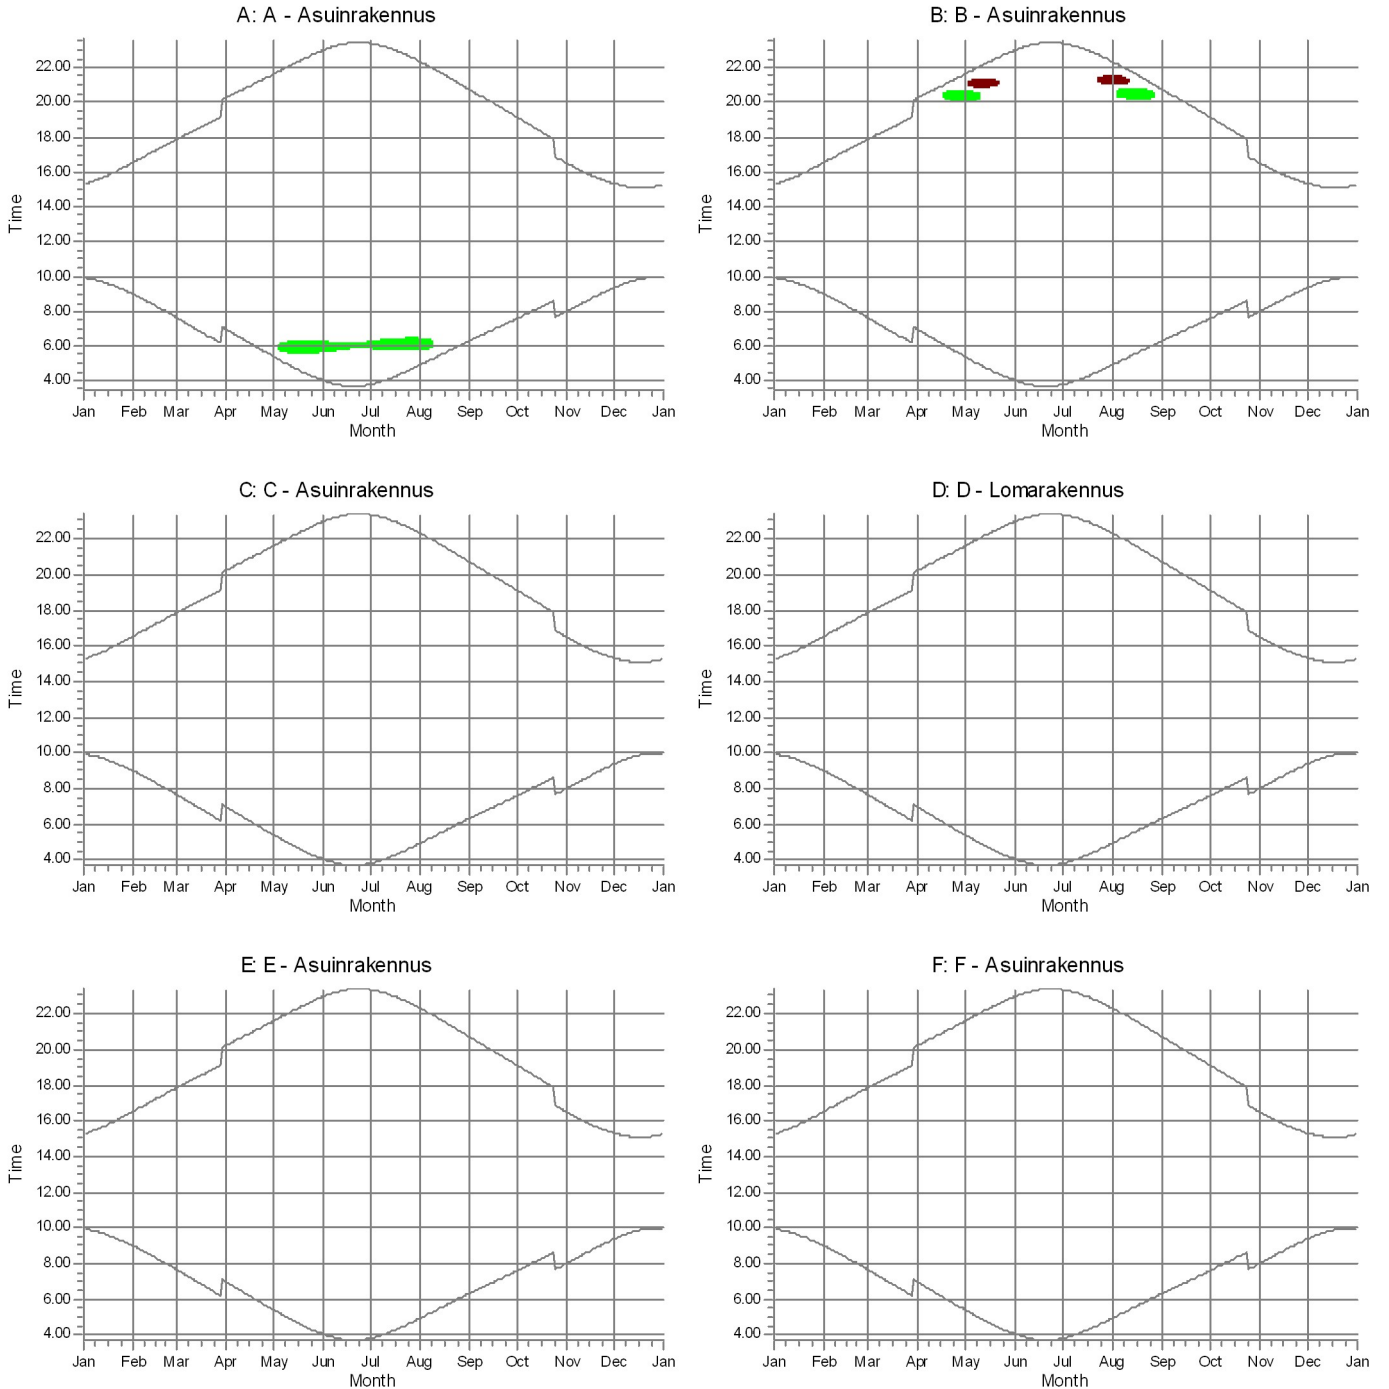 A: A - Asuinrakennus
22.00
20.00
18.00
16.00
14.00
12.00
10.00
8.00
6.00
4.00
Time
Jan Feb Mar Apr May Jun Jul Aug Sep Oct Nov Dec Jan
Month
B: B - Asuinrakennus
22.00
20.00
18.00
16.00
14.00
12.00
10.00
8.00
6.00
4.00
Time
Jan Feb Mar Apr May Jun Jul Aug Sep Oct Nov Dec Jan
Month
C: C - Asuinrakennus
22.00
20.00
18.00
16.00
14.00
12.00
10.00
8.00
6.00
4.00
Time
Jan Feb Mar Apr May Jun Jul Aug Sep Oct Nov Dec Jan
Month
D: D - Lomarakennus
22.00
20.00
18.00
16.00
14.00
12.00
10.00
8.00
6.00
4.00
Time
Jan Feb Mar Apr May Jun Jul Aug Sep Oct Nov Dec Jan
Month
E: E - Asuinrakennus
22.00
20.00
18.00
16.00
14.00
12.00
10.00
8.00
6.00
4.00
Time
Jan Feb Mar Apr May Jun Jul Aug Sep Oct Nov Dec Jan
Month
F: F - Asuinrakennus
22.00
20.00
18.00
16.00
14.00
12.00
10.00
8.00
6.00
4.00
Time
Jan Feb Mar Apr May Jun Jul Aug Sep Oct Nov Dec Jan
Month